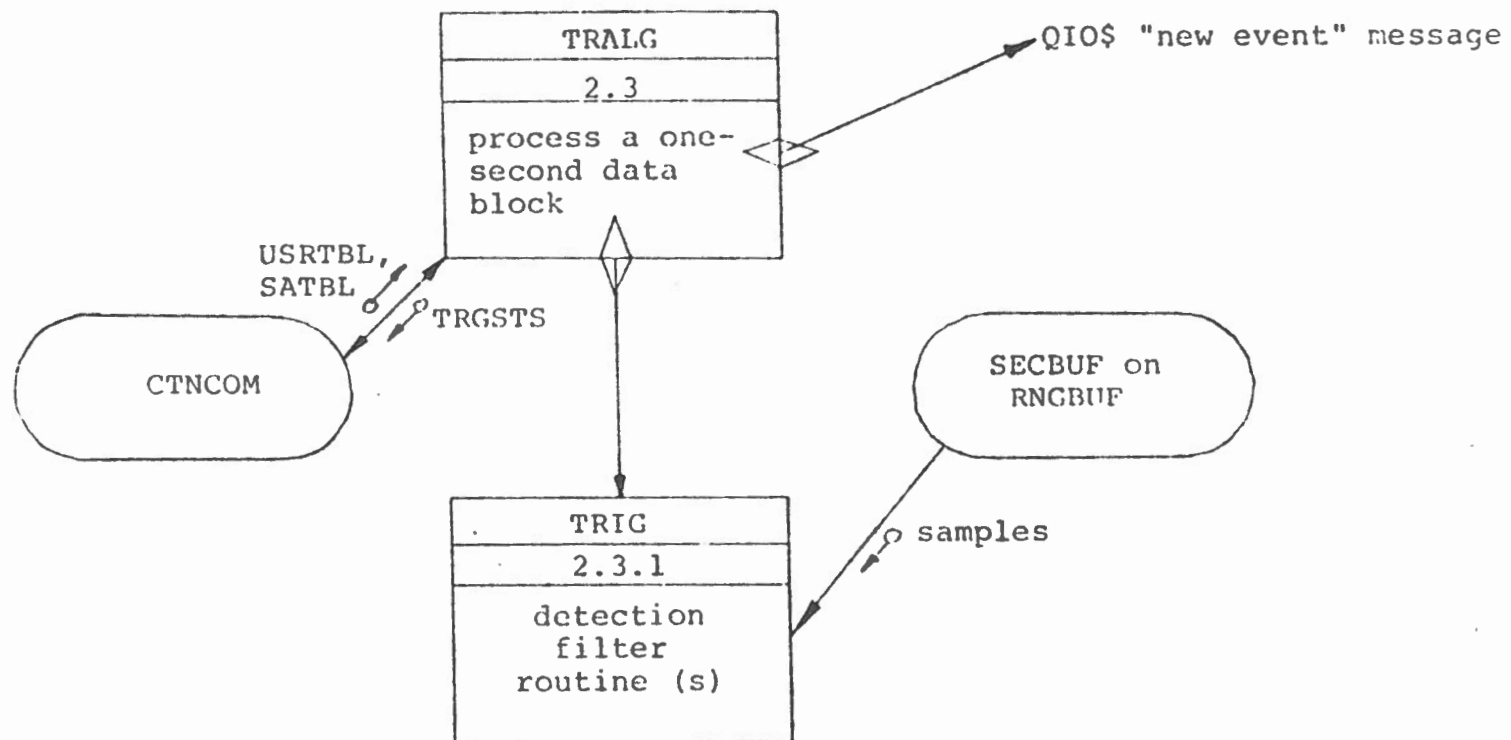 TRALG
2.3
process a one-
second data
block
QIO$ "new event" message
USRTBL,
SATBL
TRGSTS
CTNCOM
SECBUF on
RNGBUF
samples
TRIG
2.3.1
detection
filter
routine (s)